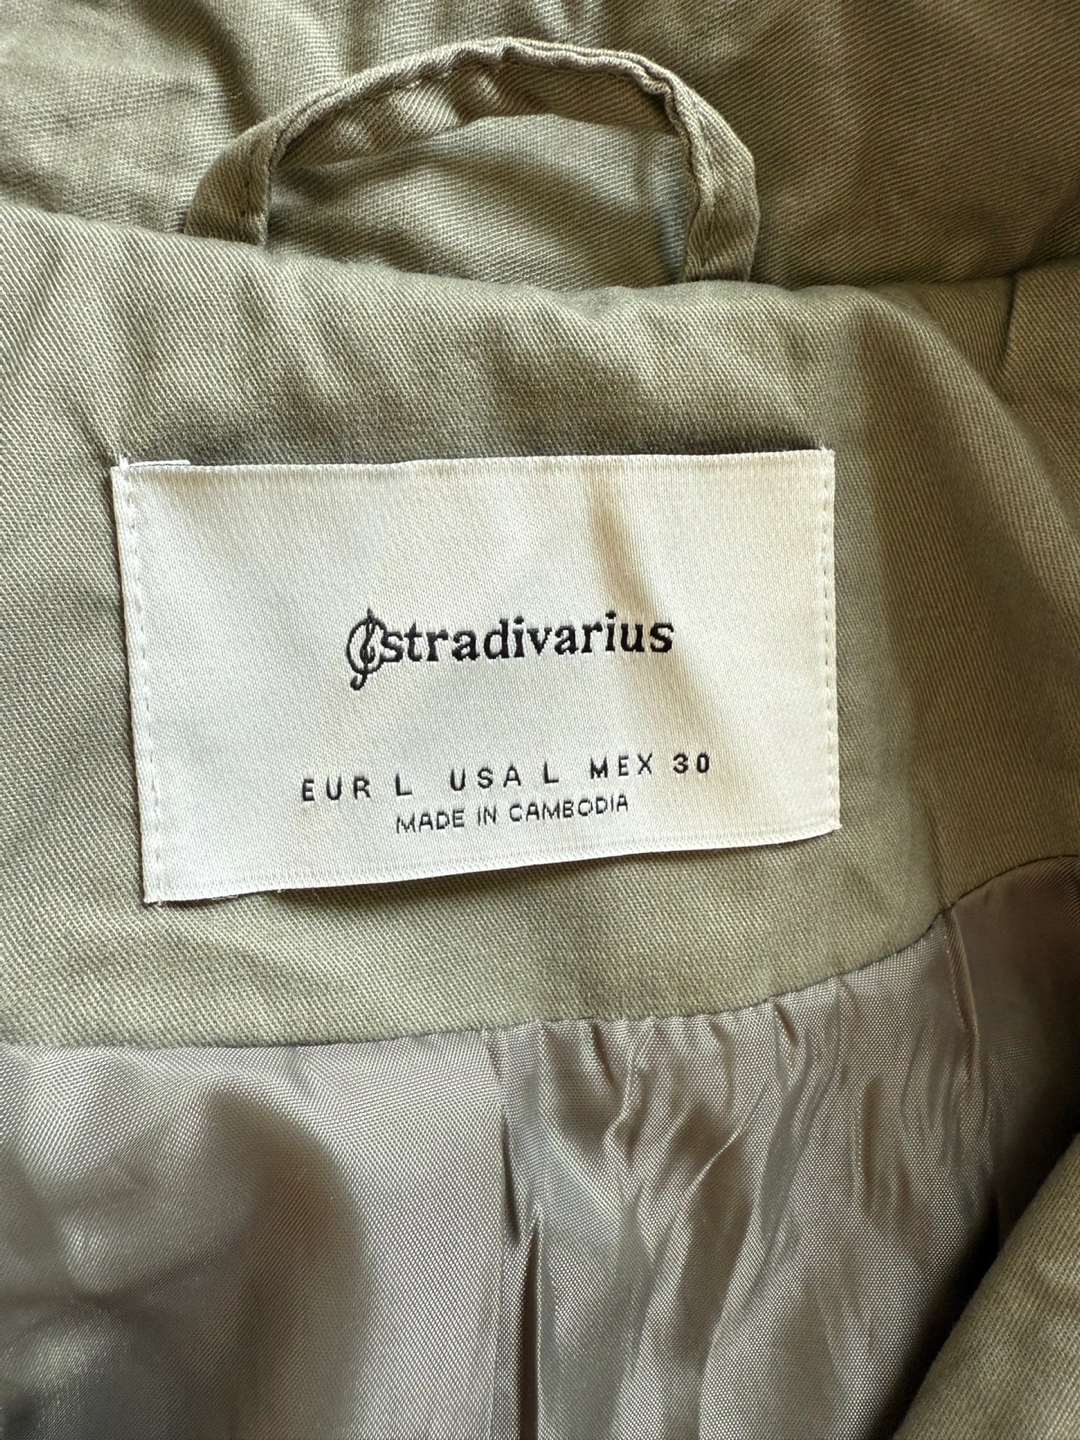 stradivarius
EUR L USA L MEX 30
MADE IN CAMBODIA